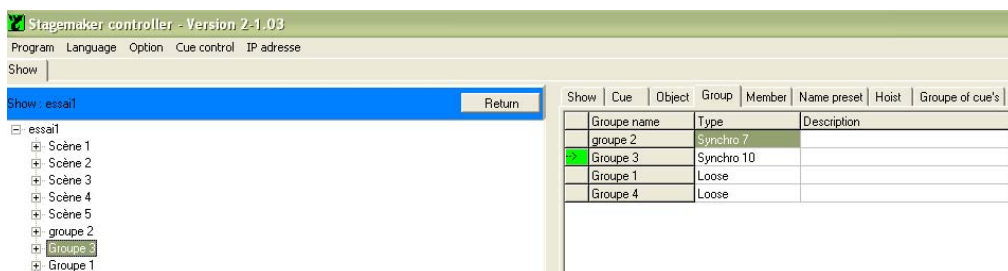 Stagemaker controller - Version 2-1.03
Program Language Option Cue control IP adresse
Show
Show : essai1 Return
essai1
Scène 1
Scène 2
Scène 3
Scène 4
Scène 5
groupe 2
Groupe 3
Groupe 1
Show Cue Object Group Member Name preset Hoist Groupe of cue's
Groupe name Type Description
groupe 2 Synchro 7
--> Groupe 3 Synchro 10
Groupe 1 Loose
Groupe 4 Loose